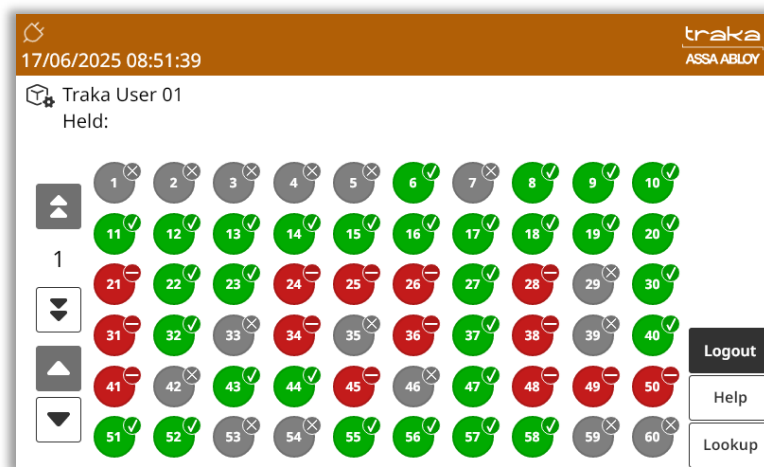 traka
17/06/2025 08:51:39
ASSA ABLOY
Traka User 01
Held:
1 2 3 4 5 6 7 8 9 10
11 12 13 14 15 16 17 18 19 20
1
21 22 23 24 25 26 27 28 29 30
31 32 33 34 35 36 37 38 39 40
Logout
41 42 43 44 45 46 47 48 49 50
Help
51 52 53 54 55 56 57 58 59 60
Lookup